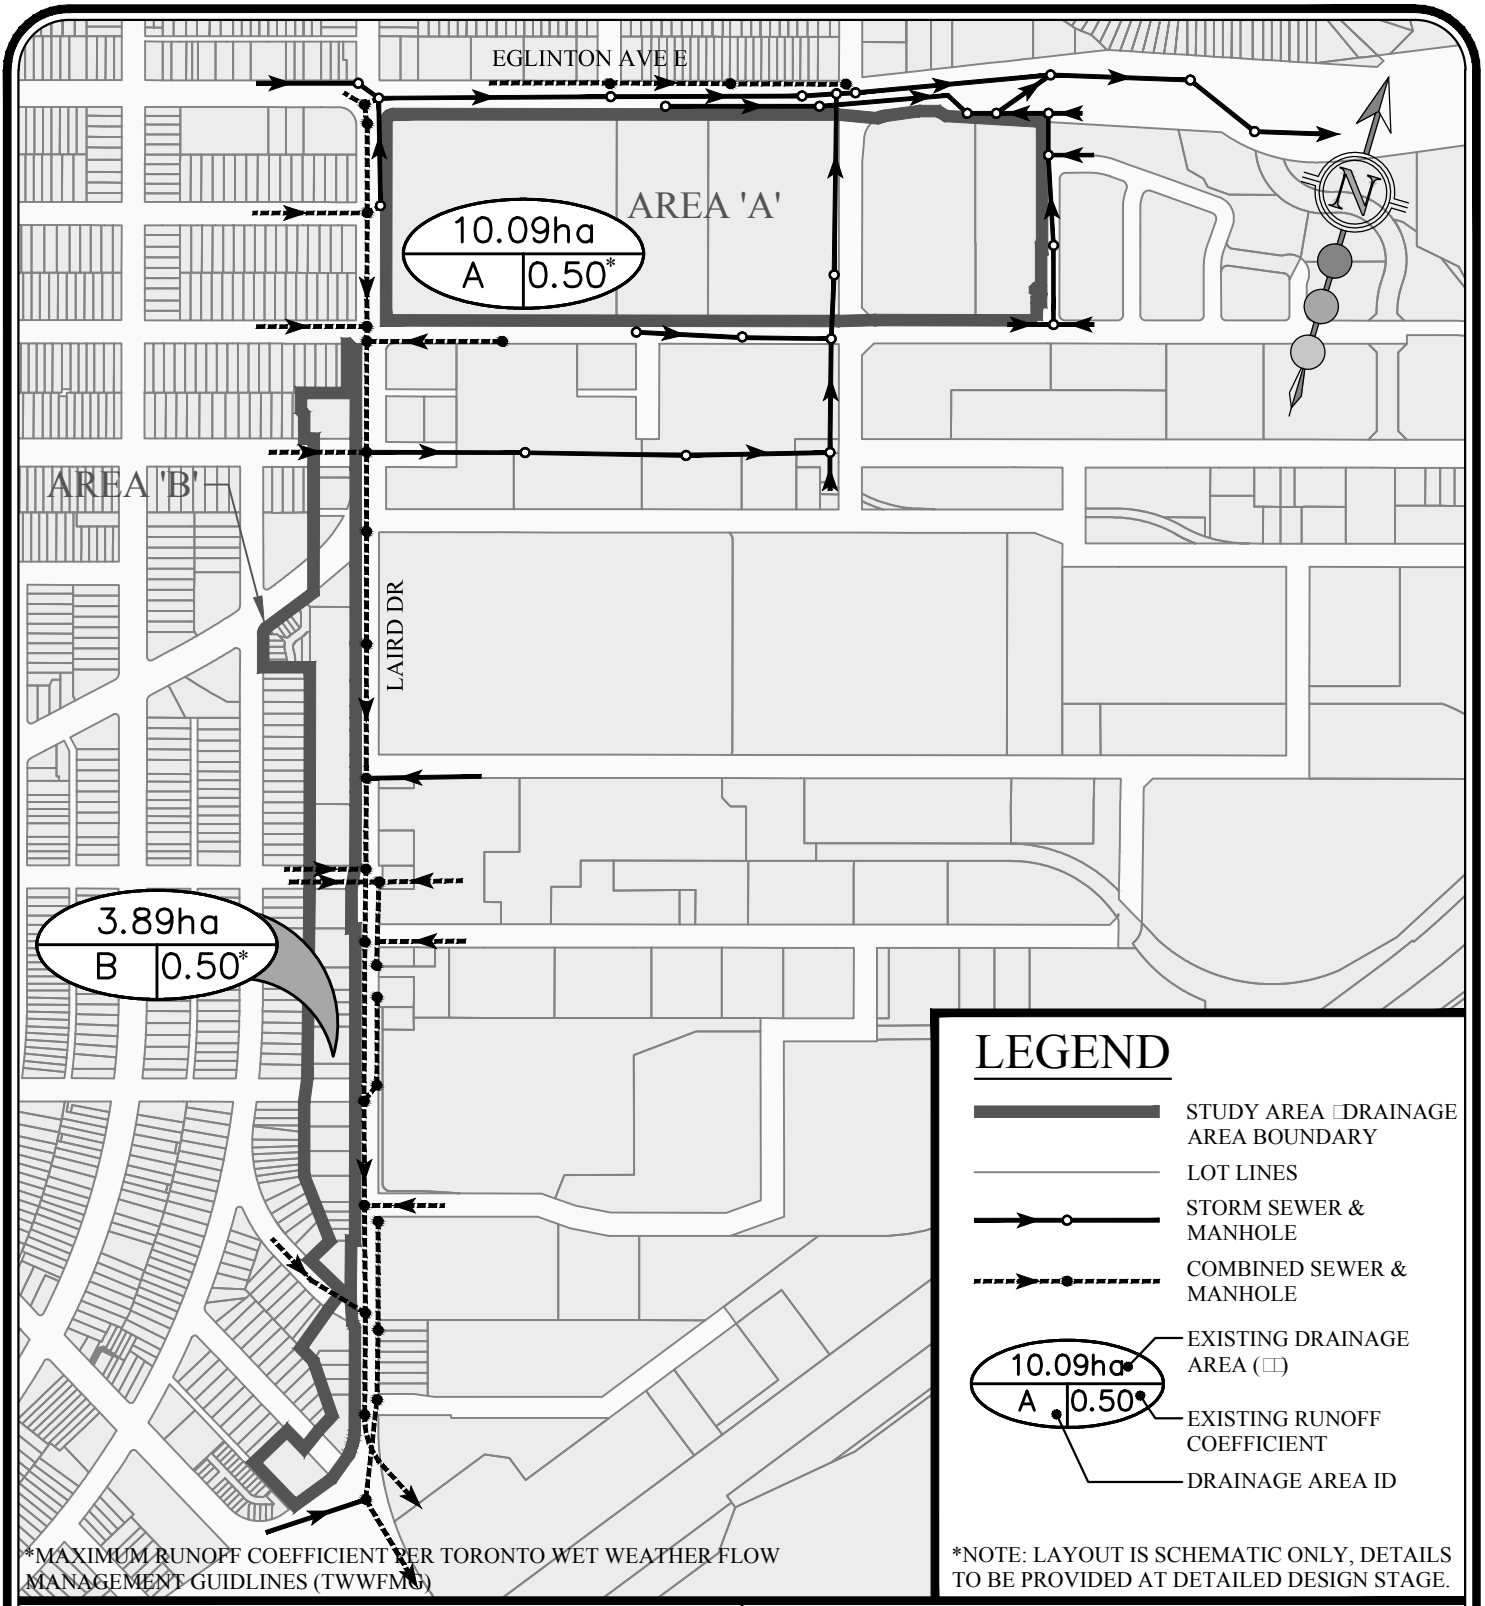 EGLINTON AVE E
AREA 'A'
10.09ha
A 0.50*
N
AREA 'B'
LAIRD DR
3.89ha
B 0.50*
LEGEND
STUDY AREA □DRAINAGE
AREA BOUNDARY
LOT LINES
STORM SEWER &
MANHOLE
COMBINED SEWER &
MANHOLE
EXISTING DRAINAGE
AREA (□□)
10.09ha
A 0.50
EXISTING RUNOFF
COEFFICIENT
DRAINAGE AREA ID
*MAXIMUM RUNOFF COEFFICIENT PER TORONTO WET WEATHER FLOW
MANAGEMENT GUIDLINES (TWWFMG)
*NOTE: LAYOUT IS SCHEMATIC ONLY, DETAILS
TO BE PROVIDED AT DETAILED DESIGN STAGE.